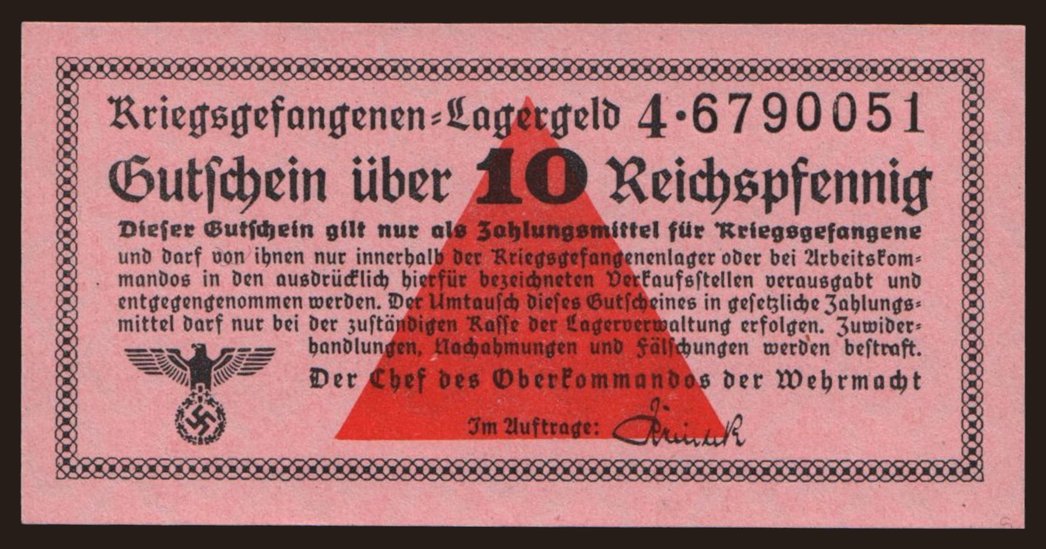 Kriegsgefangenen-Lagergeld 4·6790051
Gutschein über 10 Reichspfennig
Dieser Gutschein gilt nur als Zahlungsmittel für Kriegsgefangene
und darf von ihnen nur innerhalb der Kriegsgefangenenlager oder bei Arbeitskom-
mandos in den ausdrücklich hierfür bezeichneten Verkaufsstellen verausgabt und
entgegengenommen werden. Der Umtausch dieses Gutscheines in gesetzliche Zahlungs-
mittel darf nur bei der zuständigen Kasse der Lagerverwaltung erfolgen. Zuwider-
handlungen, Nachahmungen und Fälschungen werden bestraft.
Der Chef des Oberkommandos der Wehrmacht
Im Auftrage: